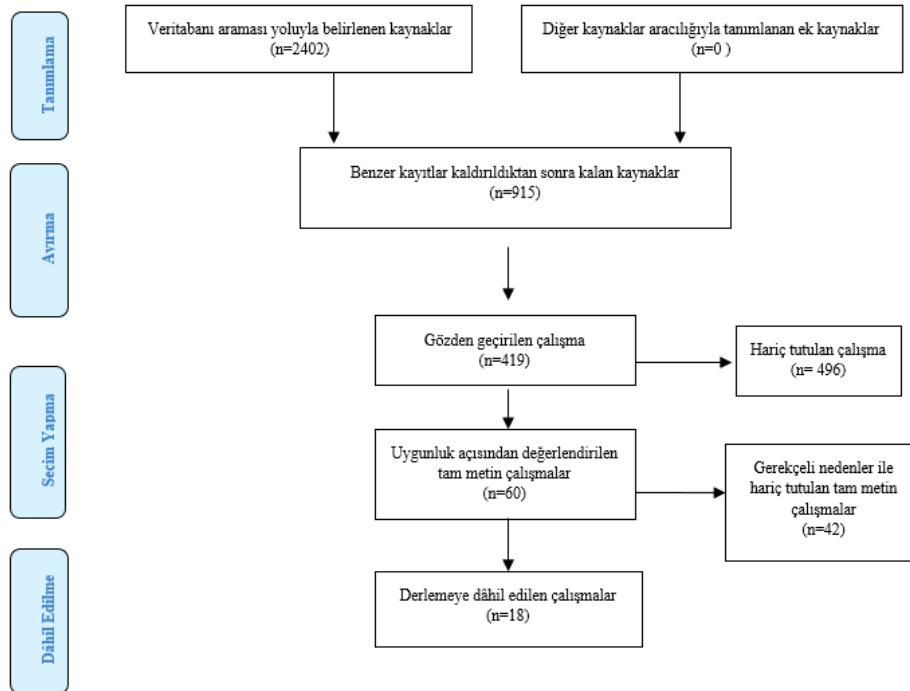 Tanımlama
Veritabanı araması yoluyla belirlenen kaynaklar
(n=2402)
Diğer kaynaklar aracılığıyla tanımlanan ek kaynaklar
(n=0 )
Avırma
Benzer kayıtlar kaldırıldıktan sonra kalan kaynaklar
(n=915)
Gözden geçirilen çalışma
(n=419)
Hariç tutulan çalışma
(n= 496)
Secim Yapma
Uygunluk açısından değerlendirilen
tam metin çalışmalar
(n=60)
Gerekçeli nedenler ile
hariç tutulan tam metin
çalışmalar
(n=42)
Dâhil Edilme
Derlemeye dâhil edilen çalışmalar
(n=18)